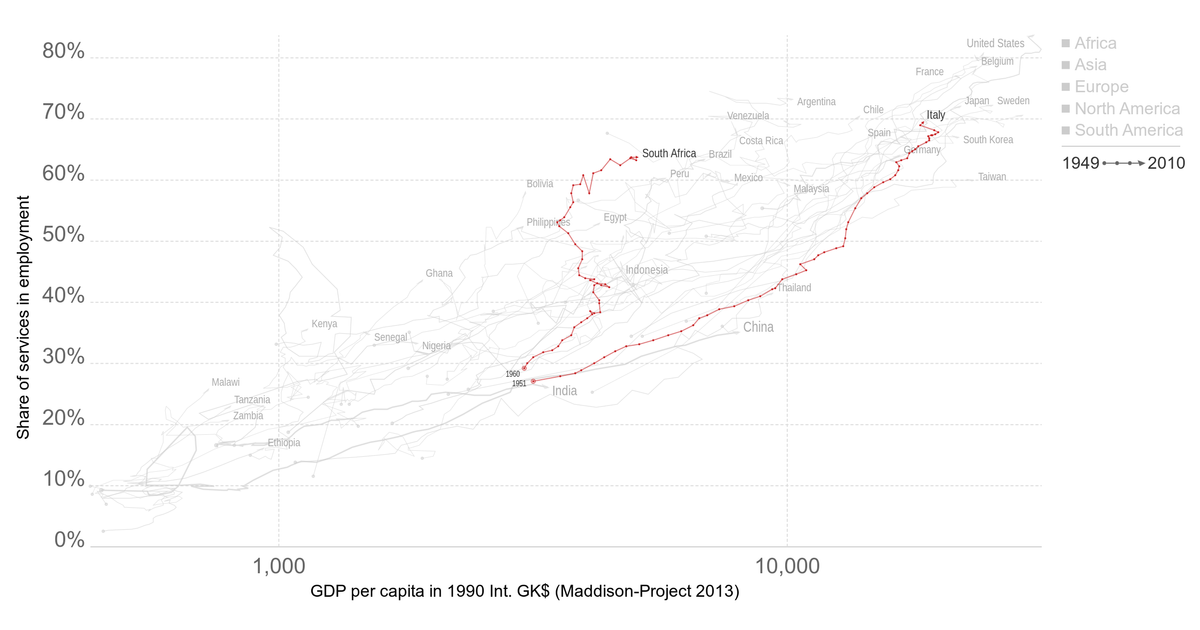 80%
70%
60%
50%
40%
30%
20%
10%
0%
Share of services in employment
1,000
10,000
GDP per capita in 1990 Int. GK$ (Maddison-Project 2013)
United States
Belgium
France
Argentina
Chile
Japan
Sweden
Venezuela
Italy
Spain
Costa Rica
South Korea
Germany
South Africa
Brazil
Peru
Mexico
Taiwan
Bolivia
Malaysia
Philippines
Egypt
Ghana
Indonesia
Thailand
Kenya
China
Senegal
Nigeria
1960
1951
Malawi
India
Tanzania
Zambia
Ethiopia
Africa
Asia
Europe
North America
South America
1949
2010